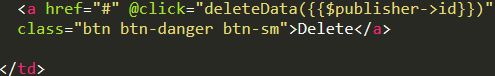 <a href="#" @click="deleteData({{$publisher->id}})"
class="btn btn-danger btn-sm">Delete</a>
</td>